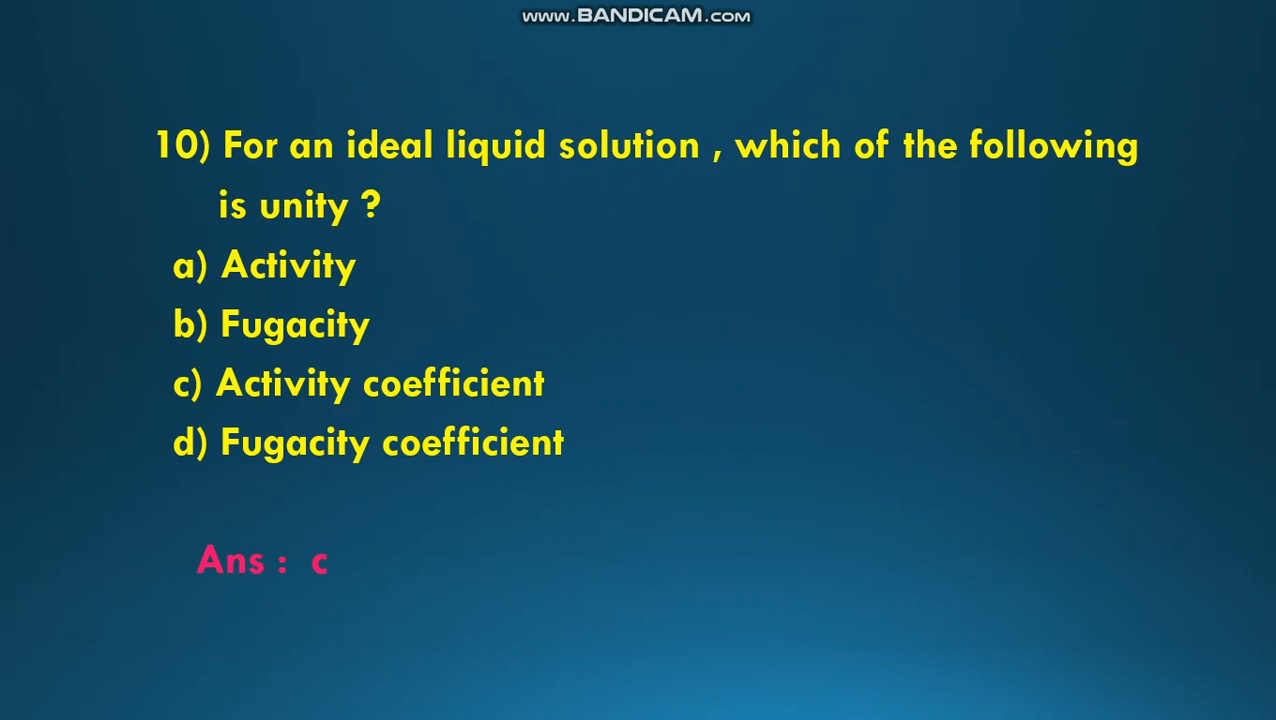 www.BANDICAM.com
10) For an ideal liquid solution , which of the following
is unity ?
a) Activity
b) Fugacity
c) Activity coefficient
d) Fugacity coefficient
Ans : c